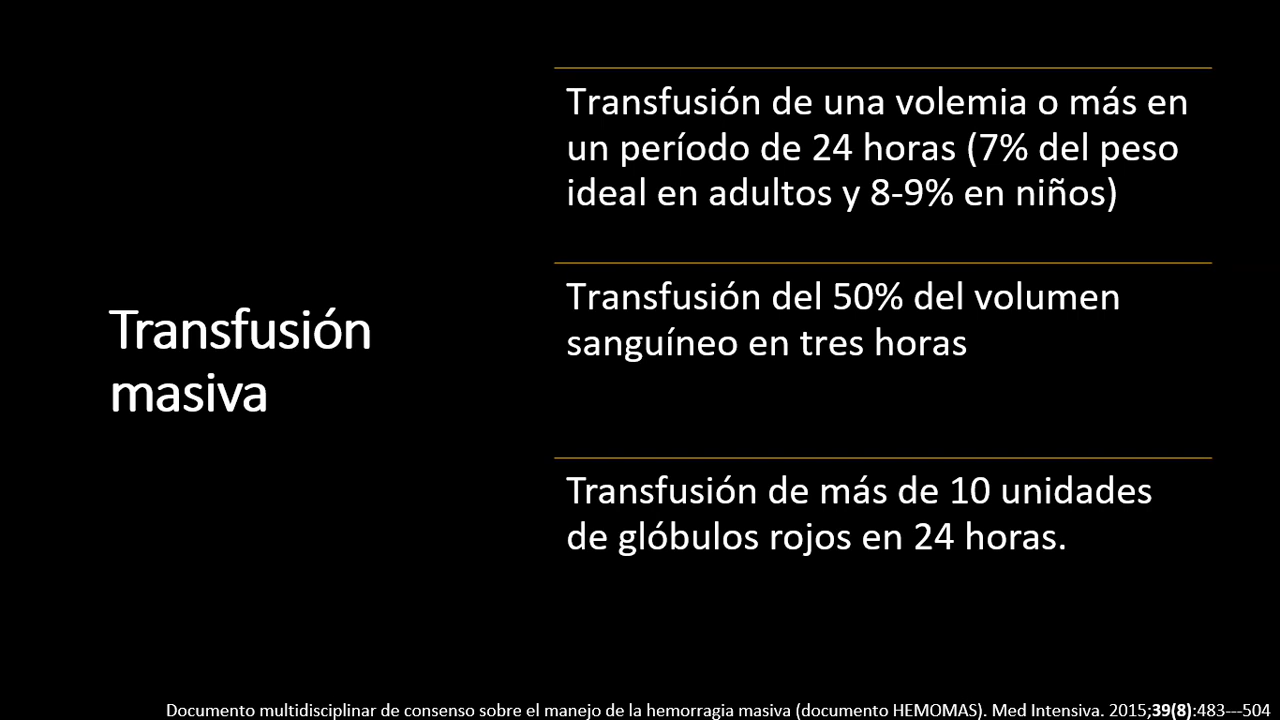 Transfusión
masiva
Transfusión de una volemia o más en
un período de 24 horas (7% del peso
ideal en adultos y 8-9% en niños)
Transfusión del 50% del volumen
sanguíneo en tres horas
Transfusión de más de 10 unidades
de glóbulos rojos en 24 horas.
Documento multidisciplinar de consenso sobre el manejo de la hemorragia masiva (documento HEMOMAS). Med Intensiva. 2015;39(8):483---504